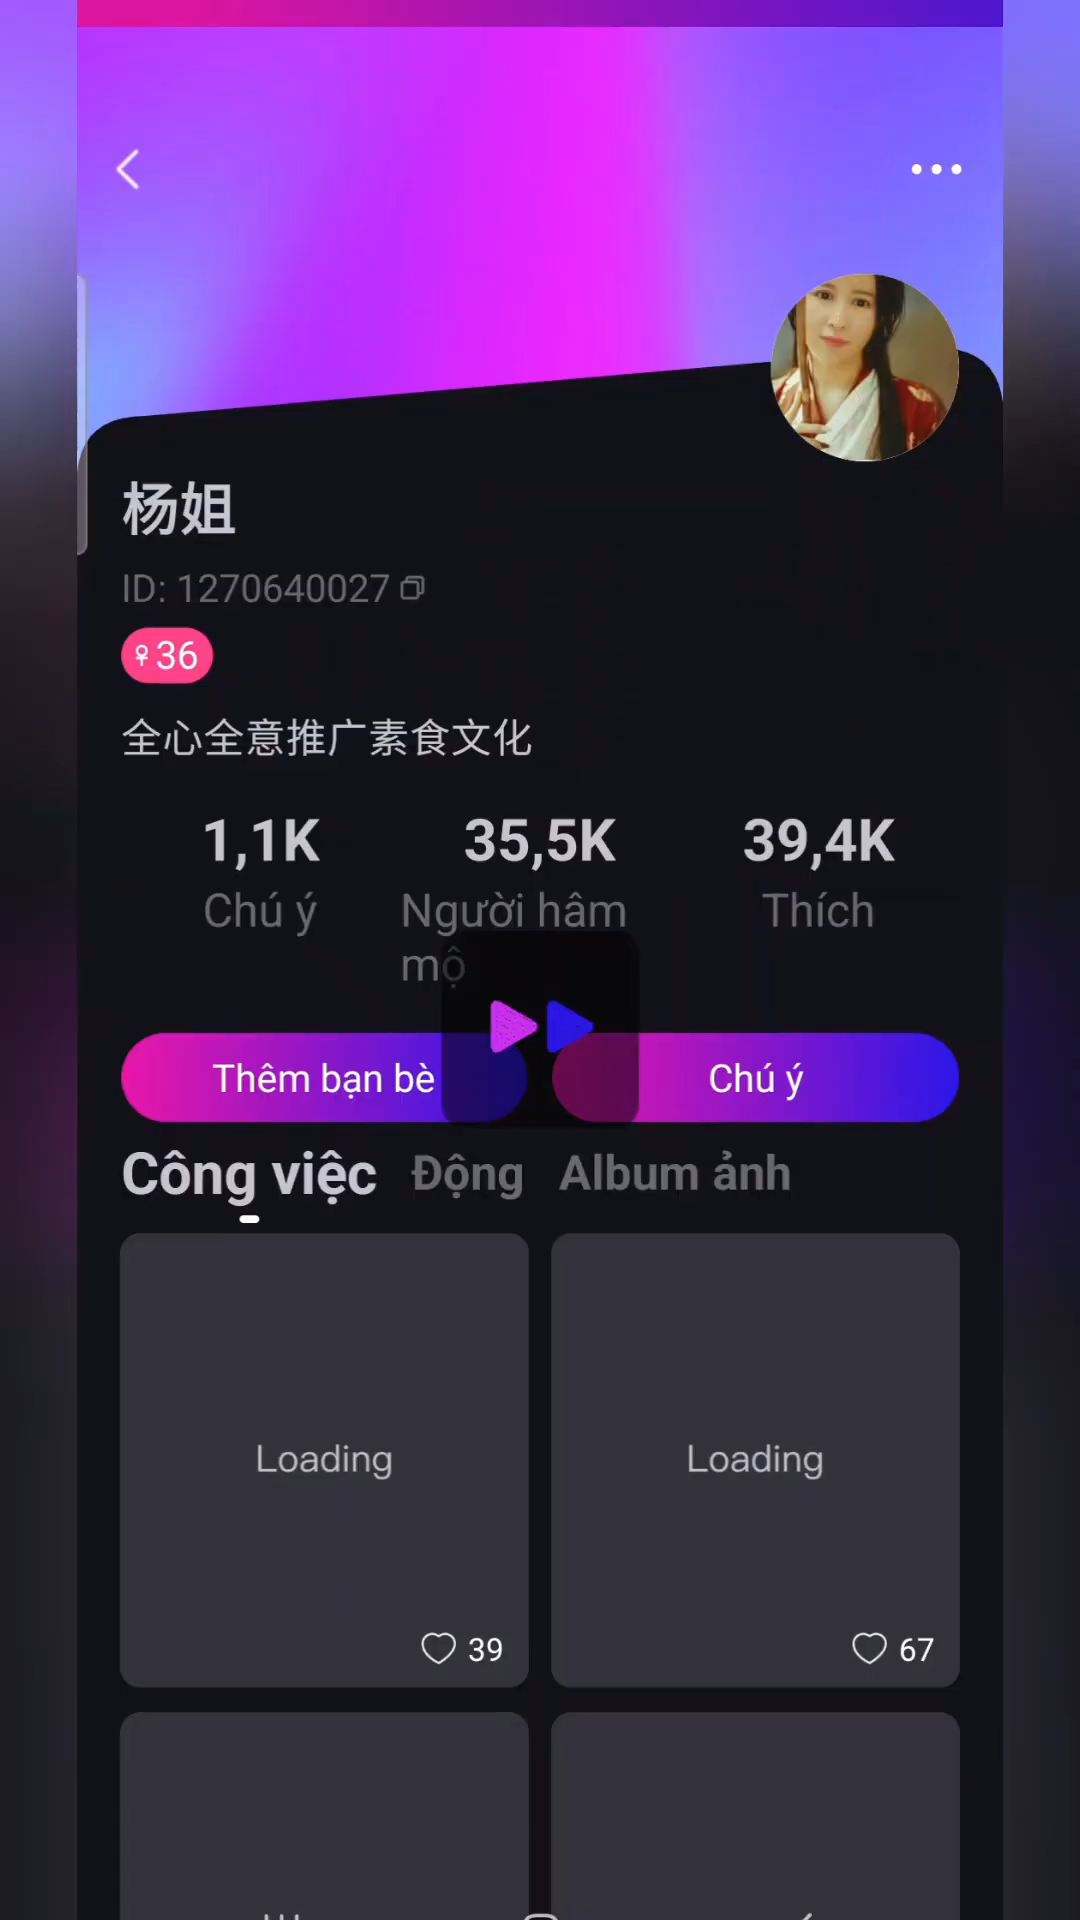 杨姐
ID: 1270640027
36
全心全意推广素食文化
1,1K 35,5K 39,4K
Chú ý Người hâm mộ Thích
Thêm bạn bè Chú ý
Công việc Động Album ảnh
Loading Loading
39 67